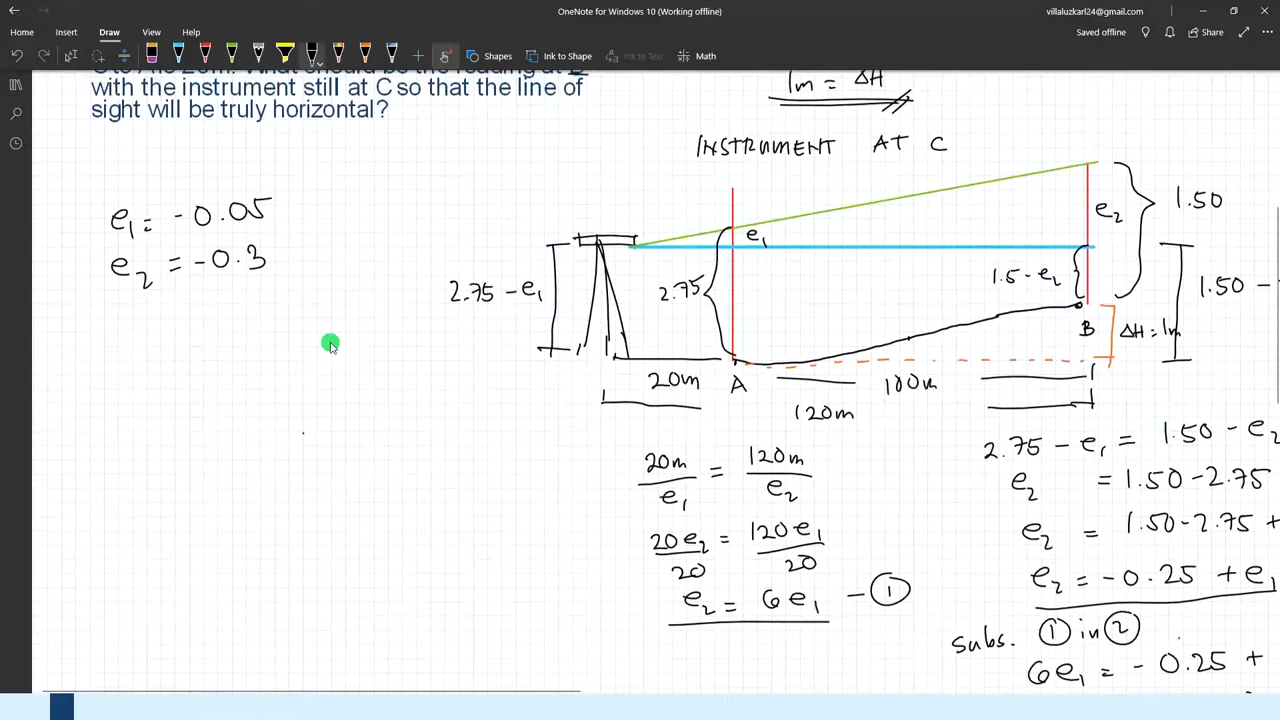 OneNote for Windows 10 (Working offline)
villaluzkarl24@gmail.com
Home
Insert
Draw
View
Help
Saved offline
Share
Shapes
Ink to Shape
Ink to Text
Math
with the instrument still at C so that the line of
sight will be truly horizontal?
1m = ΔH
INSTRUMENT AT C
e1 = -0.05
e2 = -0.3
2.75 - e1
2.75
e1
e2
1.50
1.5 - e2
1.50 -
B
ΔH = 1m
20m
A
100m
120m
20m / e1 = 120m / e2
20e2 / 20 = 120e1 / 20
e2 = 6e1 - ①
2.75 - e1 = 1.50 - e2
e2 = 1.50 - 2.75
e2 = 1.50 - 2.75 +
e2 = -0.25 + e1
subs. ① in ②
6e1 = -0.25 +